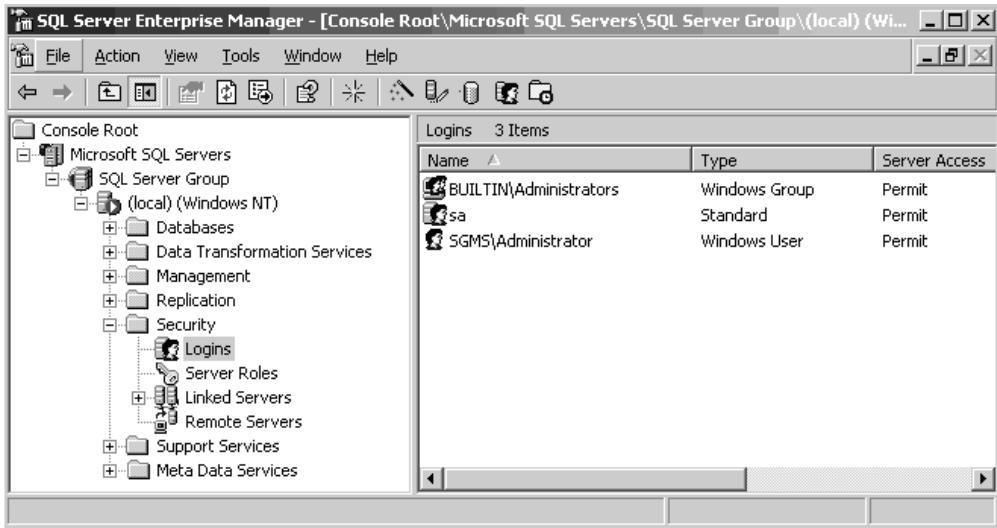 SQL Server Enterprise Manager - [Console Root\Microsoft SQL Servers\SQL Server Group\(local) (Wi...
File Action View Tools Window Help
Console Root
Microsoft SQL Servers
SQL Server Group
(local) (Windows NT)
Databases
Data Transformation Services
Management
Replication
Security
Logins
Server Roles
Linked Servers
Remote Servers
Support Services
Meta Data Services
Logins 3 Items
Name Type Server Access
BUILTIN\Administrators Windows Group Permit
sa Standard Permit
SGMS\Administrator Windows User Permit